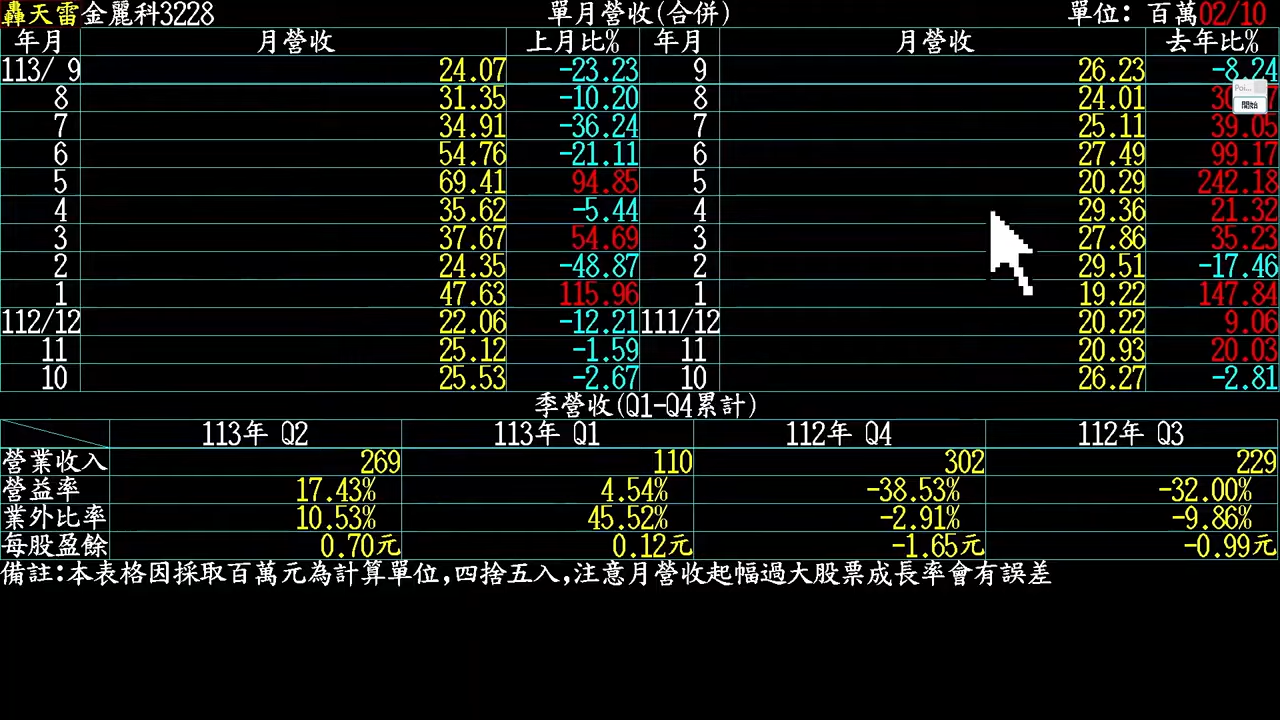 轟天雷金麗科3228 單月營收(合併) 單位: 百萬02/10
年月 月營收 上月比% 年月 月營收 去年比%
113/ 9 24.07 -23.23 9 26.23 -8.24
8 31.35 -10.20 8 24.01
Poi...
開始
7 34.91 -36.24 7 25.11 39.05
6 54.76 -21.11 6 27.49 99.17
5 69.41 94.85 5 20.29 242.18
4 35.62 -5.44 4 29.36 21.32
3 37.67 54.69 3 27.86 35.23
2 24.35 -48.87 2 29.51 -17.46
1 47.63 115.96 1 19.22 147.84
112/12 22.06 -12.21 111/12 20.22 9.06
11 25.12 -1.59 11 20.93 20.03
10 25.53 -2.67 10 26.27 -2.81
季營收(Q1-Q4累計)
113年 Q2 113年 Q1 112年 Q4 112年 Q3
營業收入 269 110 302 229
營益率 17.43% 4.54% -38.53% -32.00%
業外比率 10.53% 45.52% -2.91% -9.86%
每股盈餘 0.70元 0.12元 -1.65元 -0.99元
備註:本表格因採取百萬元為計算單位,四捨五入,注意月營收起幅過大股票成長率會有誤差